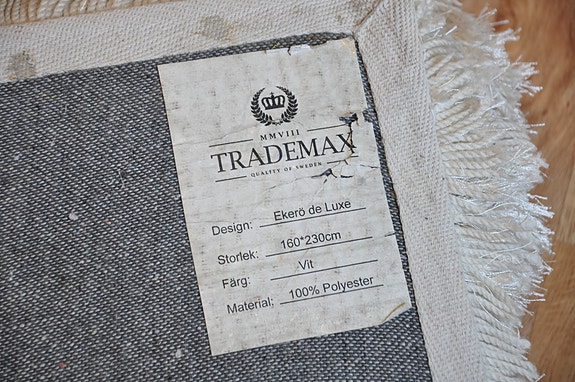 MMVIII
TRADEMAX
QUALITY OF SWEDEN
Design: Ekerö de Luxe
Storlek: 160*230cm
Färg: Vit
Material; 100% Polyester